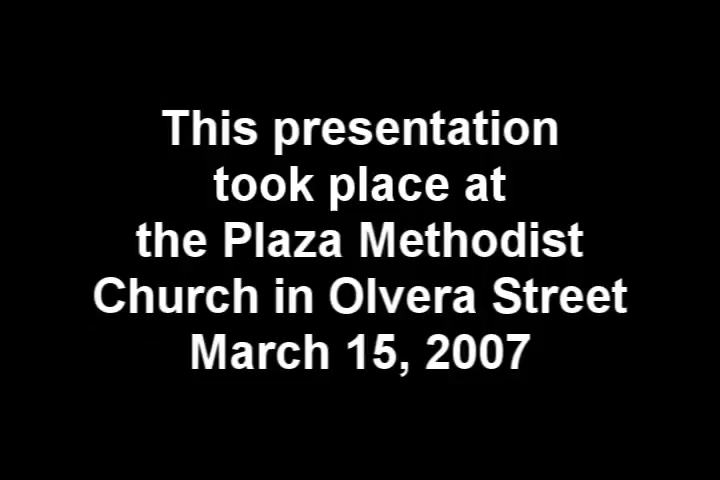 This presentation
took place at
the Plaza Methodist
Church in Olvera Street
March 15, 2007